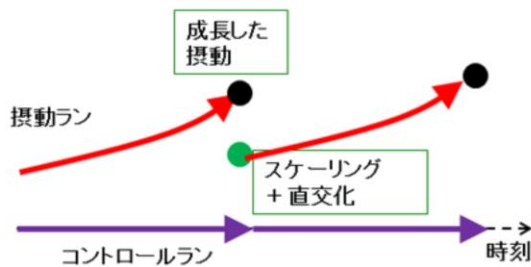 成長した
摂動
摂動ラン
スケーリング
+ 直交化
コントロールラン
時刻